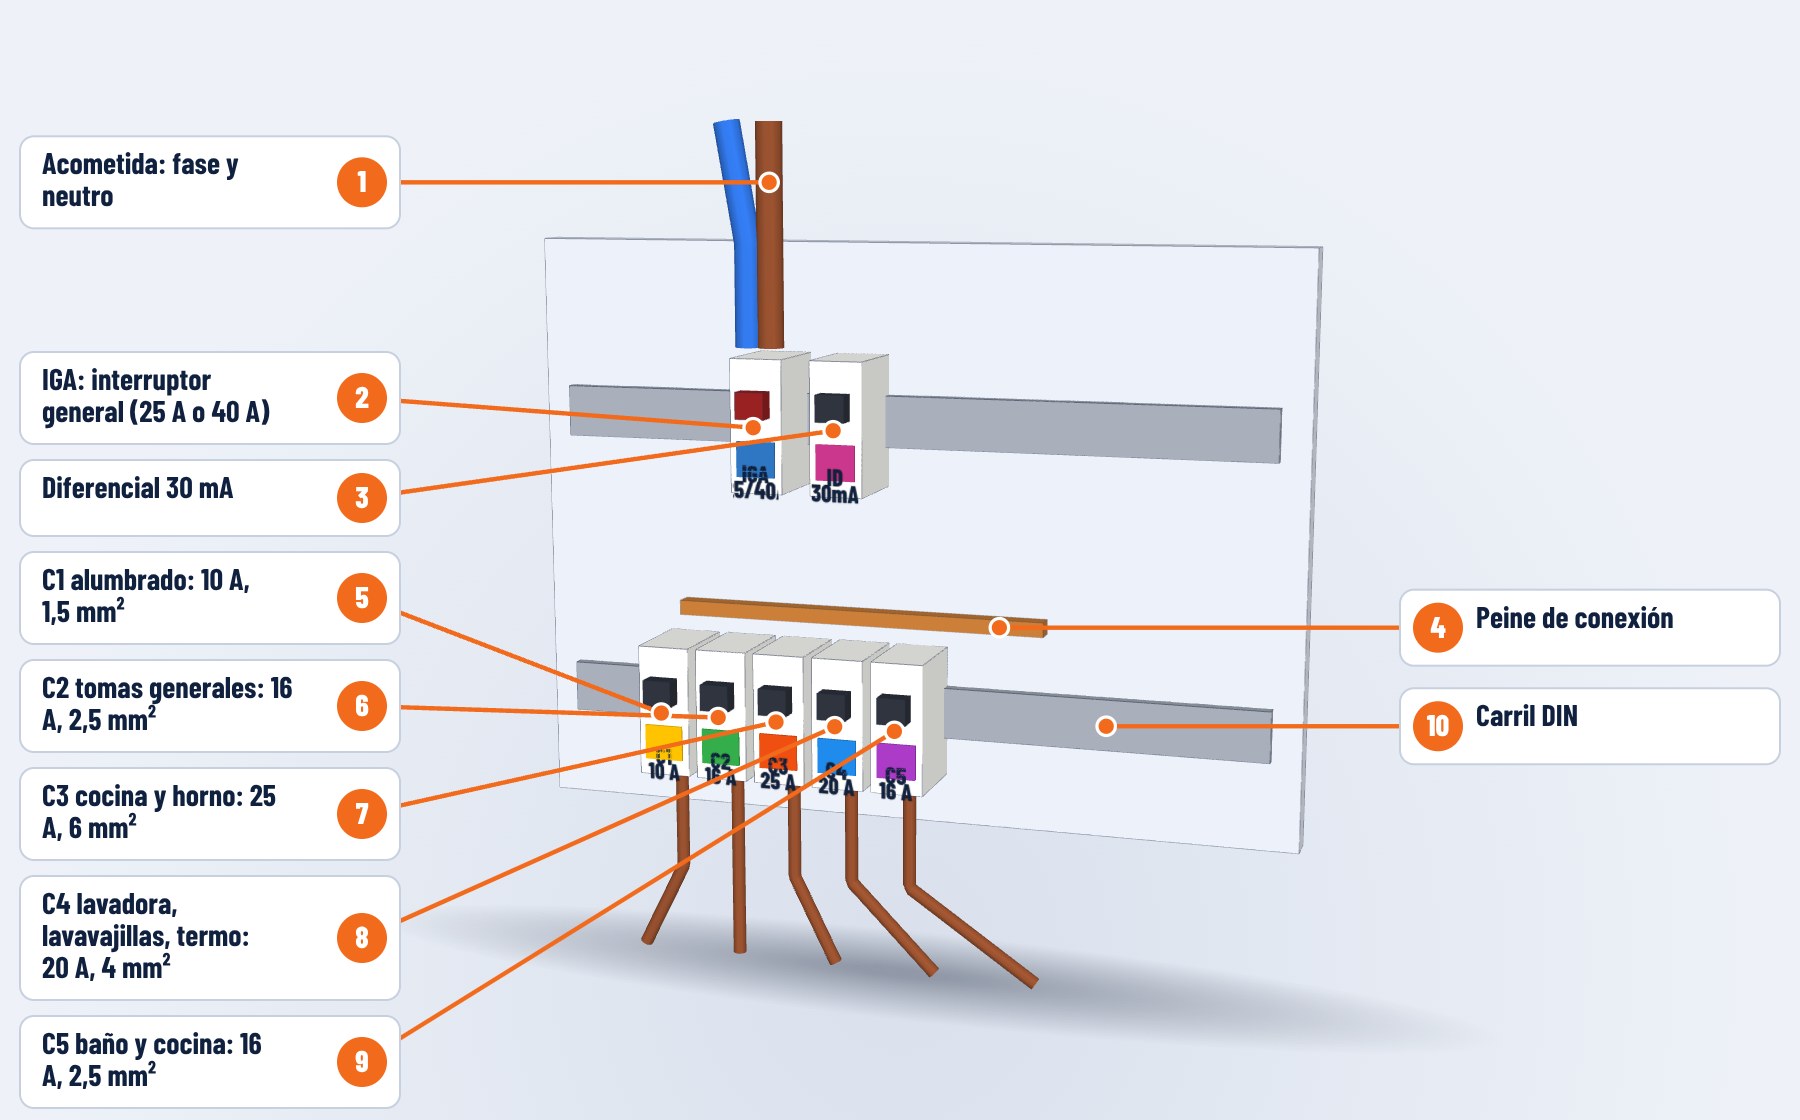 Acometida: fase y
neutro
1
IGA: interruptor
general (25 A o 40 A)
2
Diferencial 30 mA
3
C1 alumbrado: 10 A,
1,5 mm²
5
C2 tomas generales: 16
A, 2,5 mm²
6
C3 cocina y horno: 25
A, 6 mm²
7
C4 lavadora,
lavavajillas, termo:
20 A, 4 mm²
8
C5 baño y cocina: 16
A, 2,5 mm²
9
4
Peine de conexión
10
Carril DIN
IGA
5/40
ID
30mA
C1
10 A
C2
16 A
C3
25 A
C4
20 A
C5
16 A